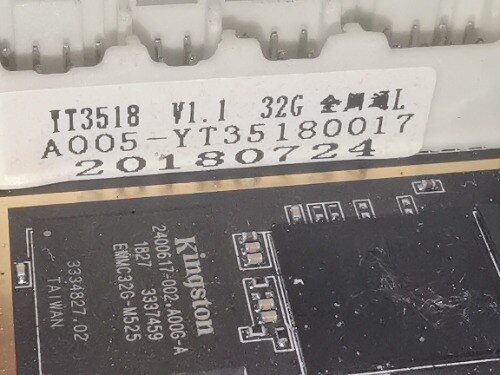 YT3518 V1.1 32G 全网通L
A005-YT35180017
20180724
Kingston
2400617-002.A00G-A
1827 3337459
EMMC32G-M525
3334827.02
TAIWAN